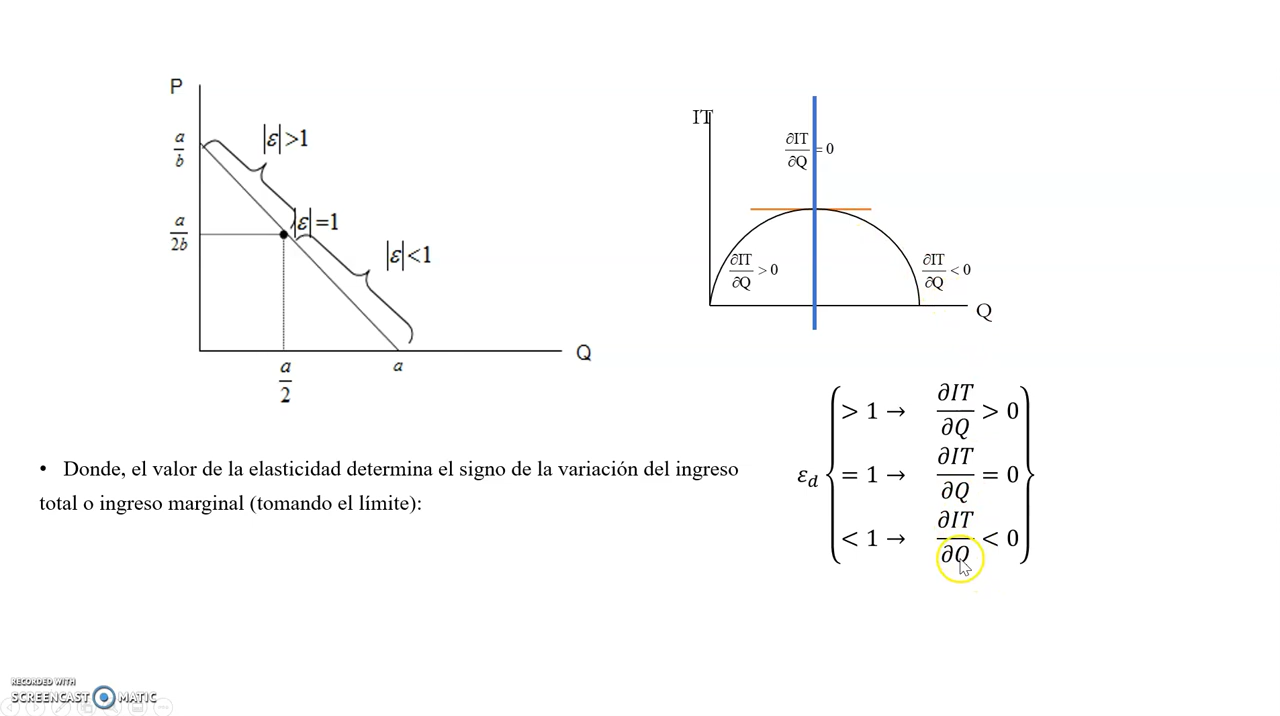 P
a/b
|ε|>1
a/2b
|ε|=1
|ε|<1
Q
a/2
a
IT
∂IT/∂Q = 0
∂IT/∂Q > 0
∂IT/∂Q < 0
Q
• Donde, el valor de la elasticidad determina el signo de la variación del ingreso
total o ingreso marginal (tomando el límite):
ε_d
> 1 → ∂IT/∂Q > 0
= 1 → ∂IT/∂Q = 0
< 1 → ∂IT/∂Q < 0
RECORDED WITH
SCREENCAST MATIC